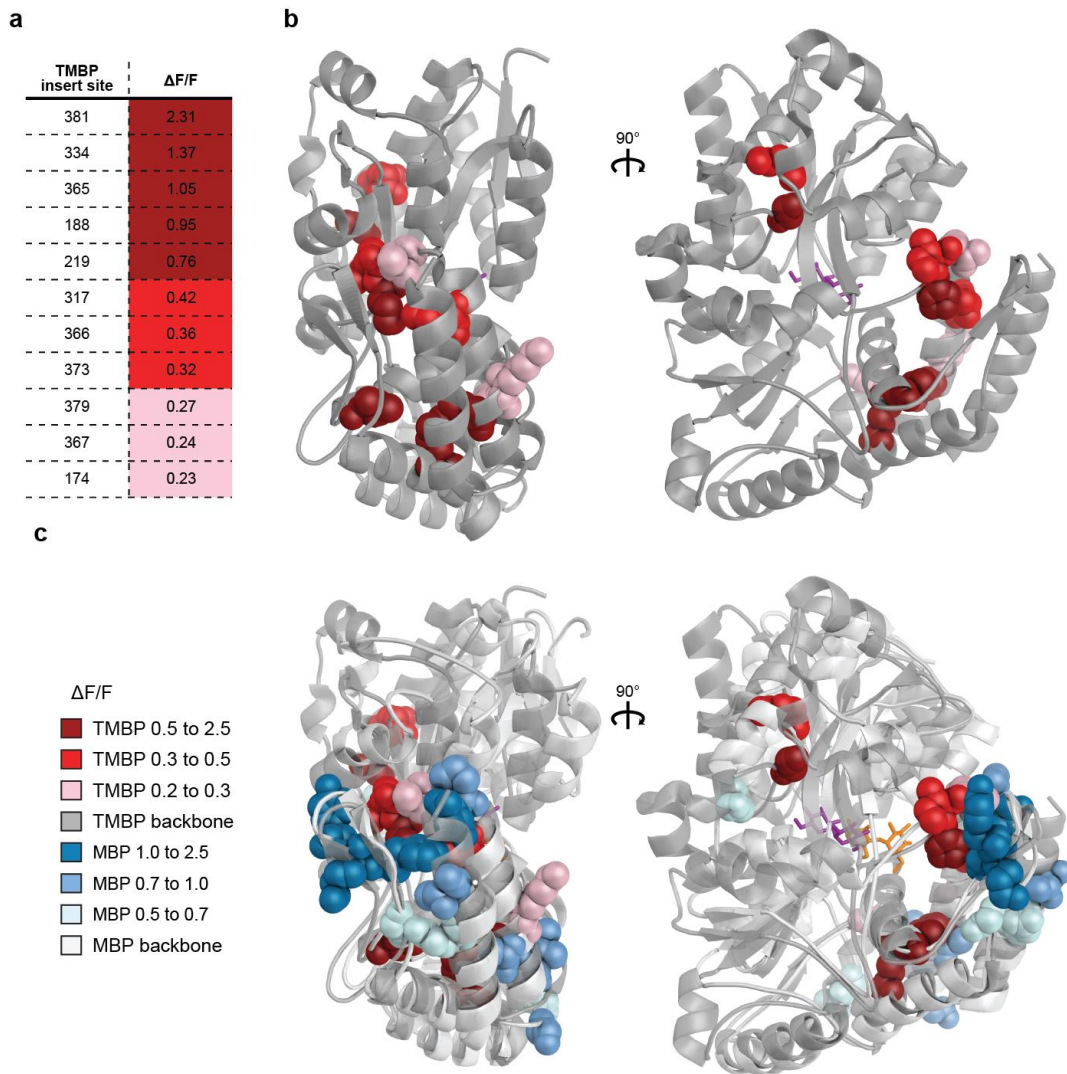 a
b
TMBP
insert site
ΔF/F
381 2.31
334 1.37
365 1.05
188 0.95
219 0.76
317 0.42
366 0.36
373 0.32
379 0.27
367 0.24
174 0.23
90°
c
ΔF/F
TMBP 0.5 to 2.5
TMBP 0.3 to 0.5
TMBP 0.2 to 0.3
TMBP backbone
MBP 1.0 to 2.5
MBP 0.7 to 1.0
MBP 0.5 to 0.7
MBP backbone
90°